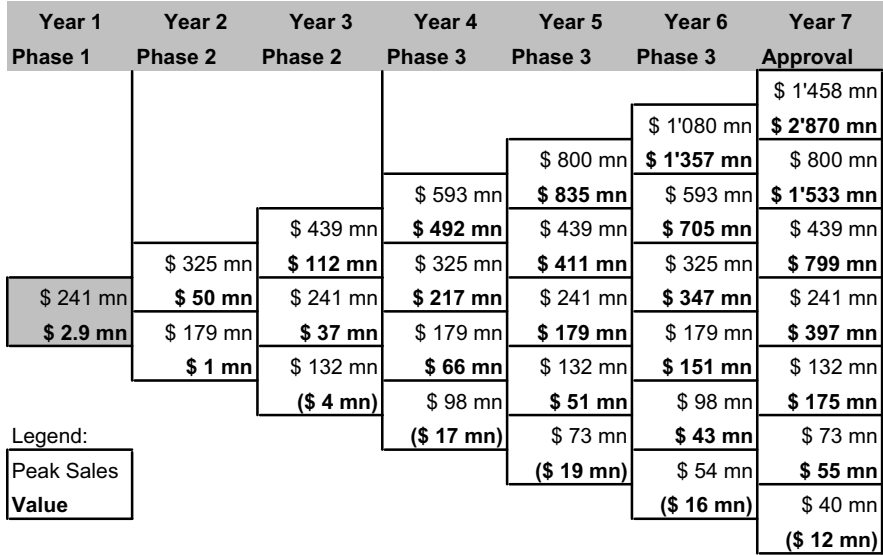 Year 1 Year 2 Year 3 Year 4 Year 5 Year 6 Year 7
Phase 1 Phase 2 Phase 2 Phase 3 Phase 3 Phase 3 Approval
$ 1'458 mn
$ 1'080 mn $ 2'870 mn
$ 800 mn $ 1'357 mn $ 800 mn
$ 593 mn $ 835 mn $ 593 mn $ 1'533 mn
$ 439 mn $ 492 mn $ 439 mn $ 705 mn $ 439 mn
$ 325 mn $ 112 mn $ 325 mn $ 411 mn $ 325 mn $ 799 mn
$ 241 mn $ 50 mn $ 241 mn $ 217 mn $ 241 mn $ 347 mn $ 241 mn
$ 2.9 mn $ 179 mn $ 37 mn $ 179 mn $ 179 mn $ 179 mn $ 397 mn
$ 1 mn $ 132 mn $ 66 mn $ 132 mn $ 151 mn $ 132 mn
($ 4 mn) $ 98 mn $ 51 mn $ 98 mn $ 175 mn
Legend: ($ 17 mn) $ 73 mn $ 43 mn $ 73 mn
Peak Sales ($ 19 mn) $ 54 mn $ 55 mn
Value ($ 16 mn) $ 40 mn
($ 12 mn)